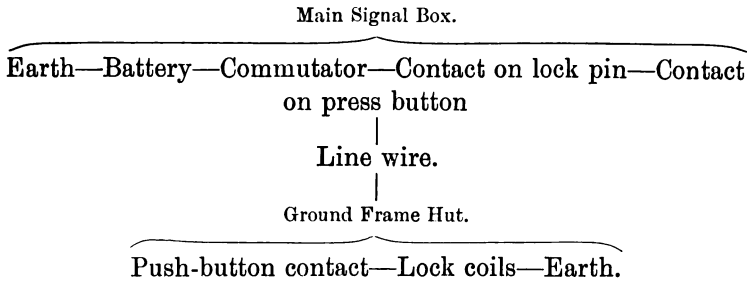 Main Signal Box.
Earth—Battery—Commutator—Contact on lock pin—Contact
on press button
Line wire.
Ground Frame Hut.
Push-button contact—Lock coils—Earth.